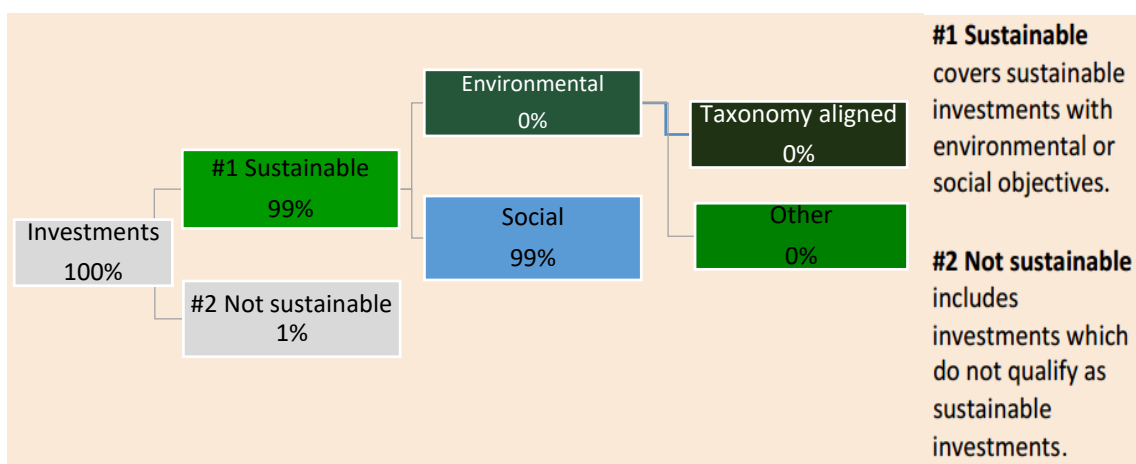 Investments
100%
#1 Sustainable
99%
#2 Not sustainable
1%
Environmental
0%
Social
99%
Taxonomy aligned
0%
Other
0%
#1 Sustainable
covers sustainable
investments with
environmental or
social objectives.
#2 Not sustainable
includes
investments which
do not qualify as
sustainable
investments.